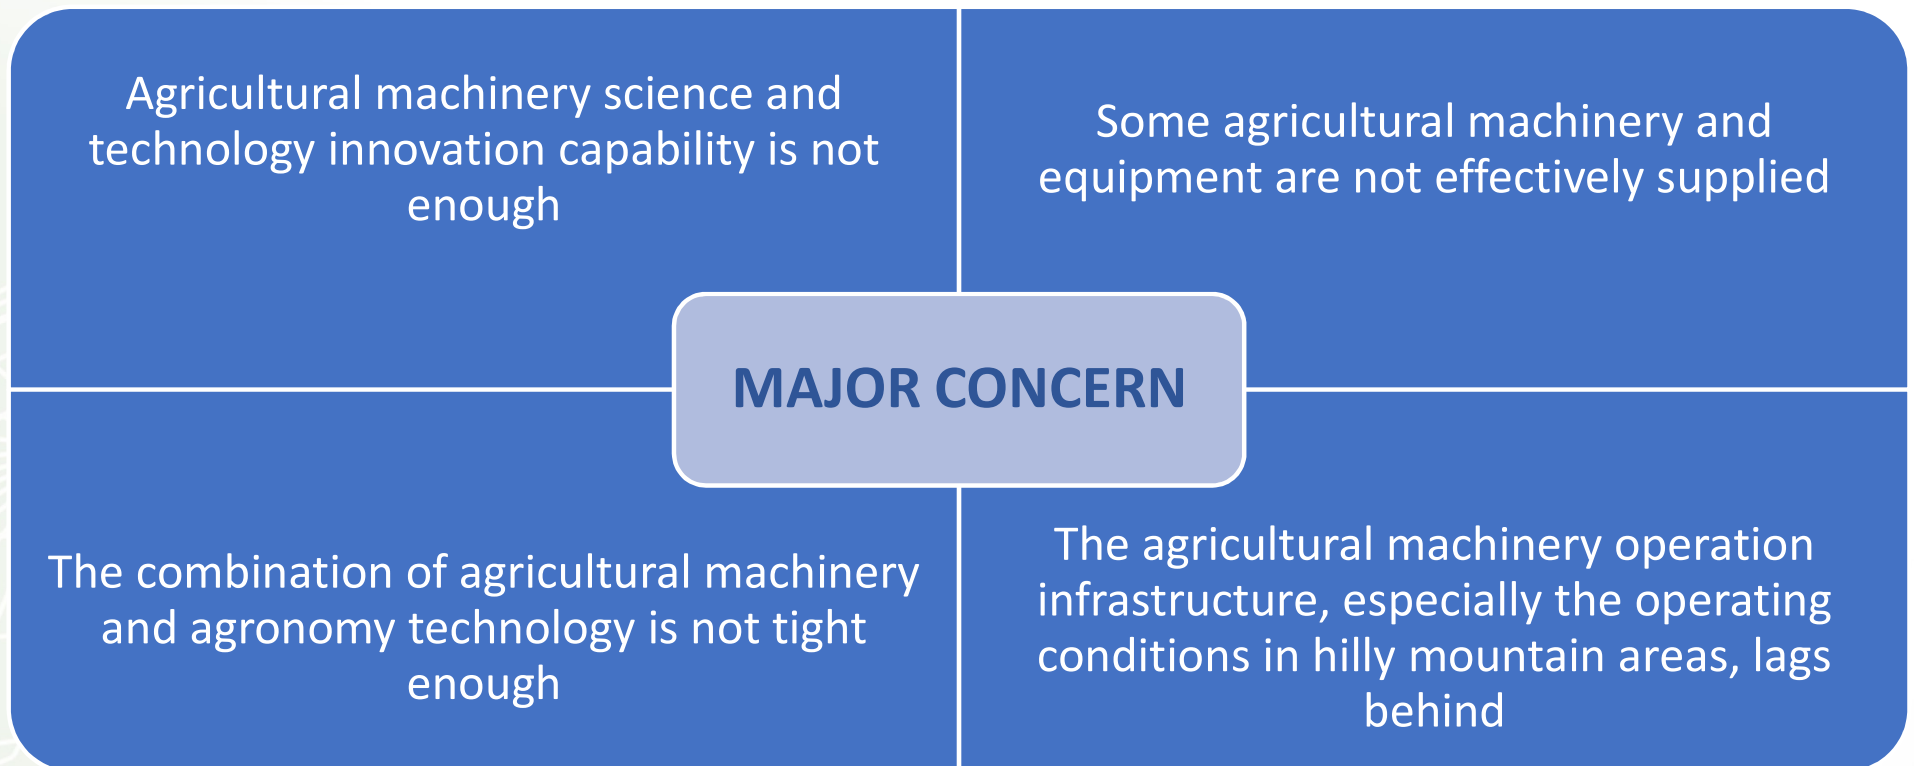 Agricultural machinery science and
technology innovation capability is not
enough
Some agricultural machinery and
equipment are not effectively supplied
MAJOR CONCERN
The combination of agricultural machinery
and agronomy technology is not tight
enough
The agricultural machinery operation
infrastructure, especially the operating
conditions in hilly mountain areas, lags
behind